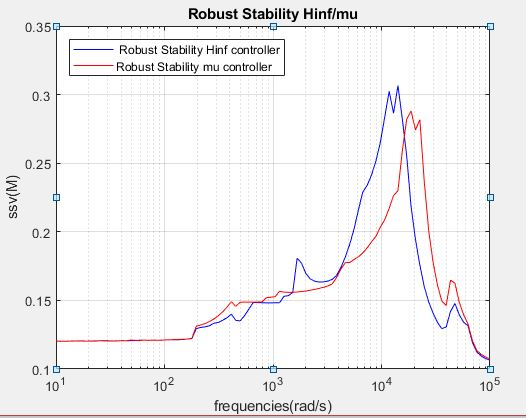 Robust Stability Hinf/mu
0.35
Robust Stability Hinf controller
Robust Stability mu controller
0.3
0.25
ssv(M)
0.2
0.15
0.1
10^1
10^2
10^3
10^4
10^5
frequencies(rad/s)